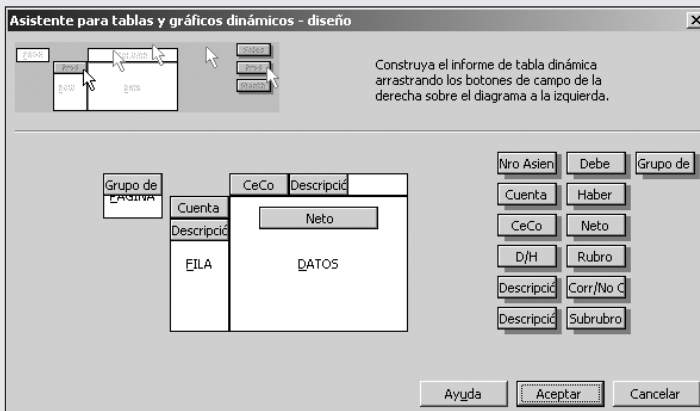 Asistente para tablas y gráficos dinámicos - diseño
Construya el informe de tabla dinámica
arrastrando los botones de campo de la
derecha sobre el diagrama a la izquierda.
Nro Asien Debe Grupo de
Cuenta Haber
CeCo Neto
D/H Rubro
Descripció Corr/No C
Descripció Subrubro
Grupo de
PÁGINA
CeCo Descripció
Cuenta
Descripció
Neto
FILA
DATOS
Ayuda Aceptar Cancelar